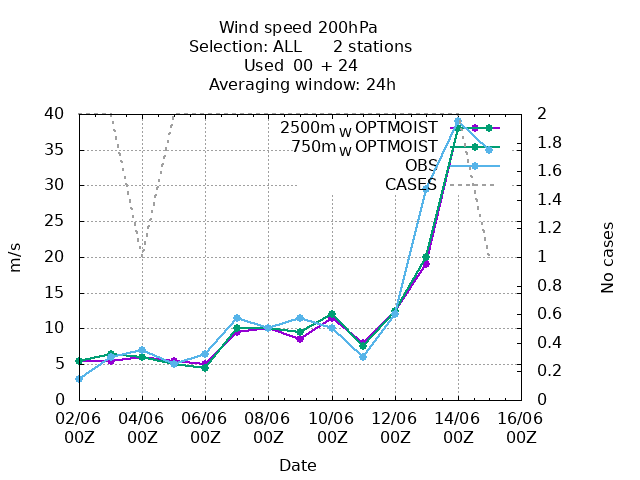 Wind speed 200hPa
Selection: ALL 2 stations
Used 00 + 24
Averaging window: 24h
40 2
35 1.8
30 1.6
25 1.4
20 1.2
15 1
10 0.8
5 0.6
0 0.4
0.2
0
2500m W OPTMOIST
750m W OPTMOIST
OBS
CASES
m/s
No cases
02/06 04/06 06/06 08/06 10/06 12/06 14/06 16/06
00Z 00Z 00Z 00Z 00Z 00Z 00Z 00Z
Date